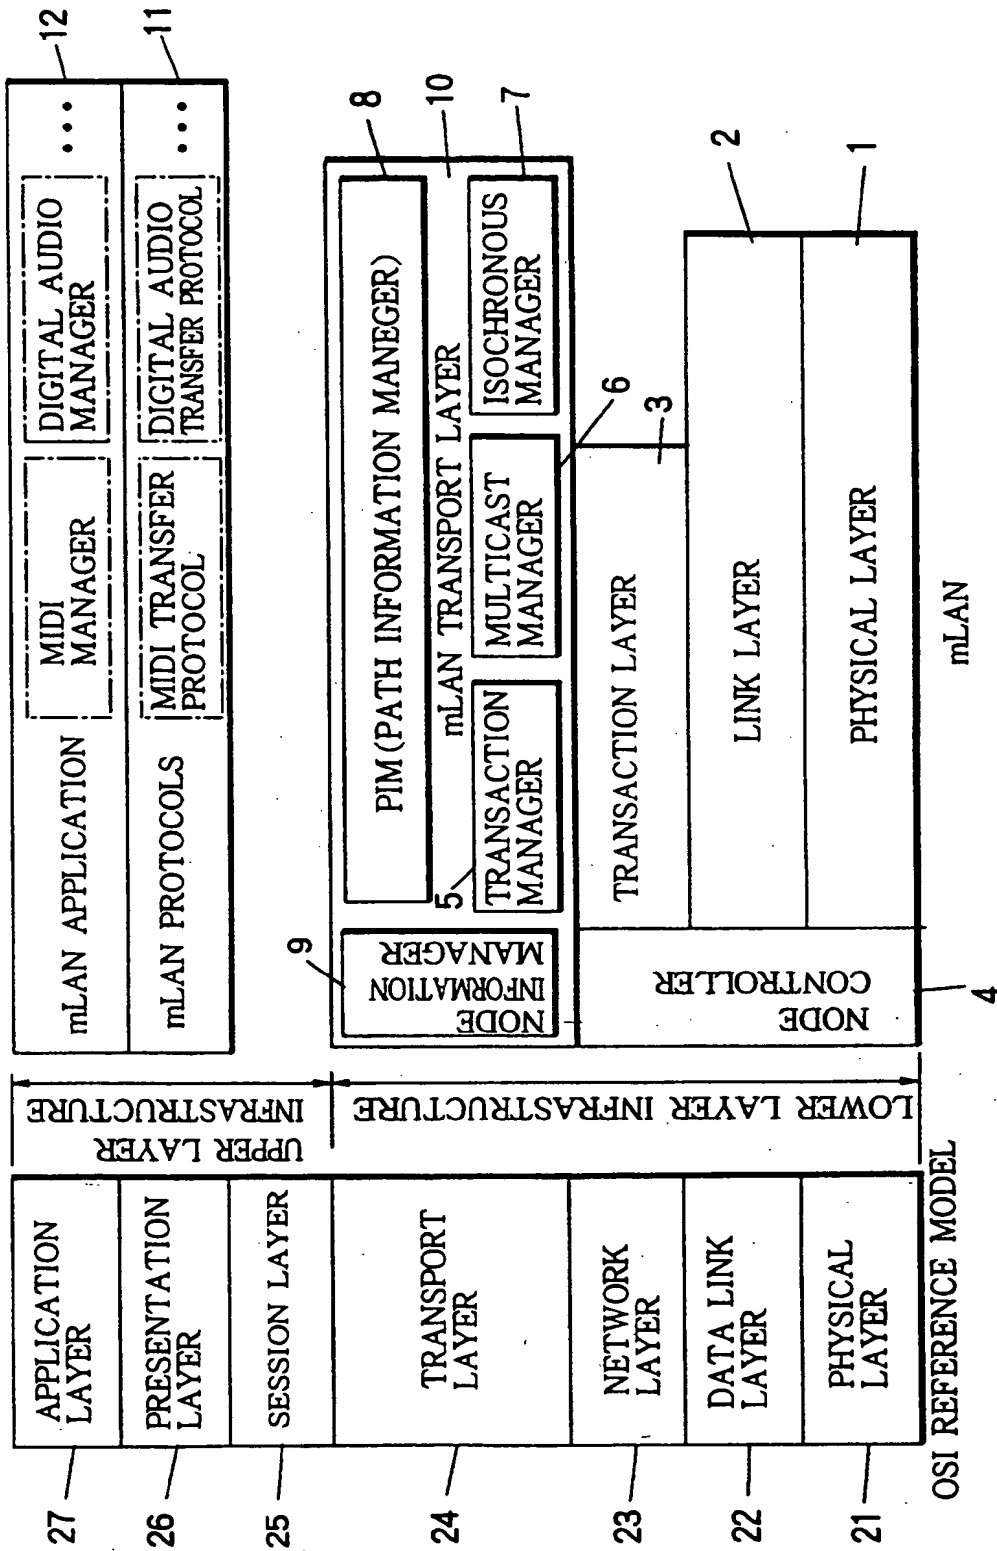 27
APPLICATION
LAYER
26
PRESENTATION
LAYER
25
SESSION LAYER
24
TRANSPORT
LAYER
23
NETWORK
LAYER
22
DATA LINK
LAYER
21
PHYSICAL
LAYER
OSI REFERENCE MODEL
UPPER LAYER
INFRASTRUCTURE
LOWER LAYER INFRASTRUCTURE
mLAN APPLICATION
MIDI
MANAGER
DIGITAL AUDIO
MANAGER
•••
12
mLAN PROTOCOLS
MIDI TRANSFER
PROTOCOL
DIGITAL AUDIO
TRANSFER PROTOCOL
•••
11
9
NODE
INFORMATION
MANAGER
PIM(PATH INFORMATION MANEGER)
8
mLAN TRANSPORT LAYER
10
5
TRANSACTION
MANAGER
MULTICAST
MANAGER
6
ISOCHRONOUS
MANAGER
7
NODE
CONTROLLER
4
TRANSACTION LAYER
3
LINK LAYER
2
PHYSICAL LAYER
1
mLAN